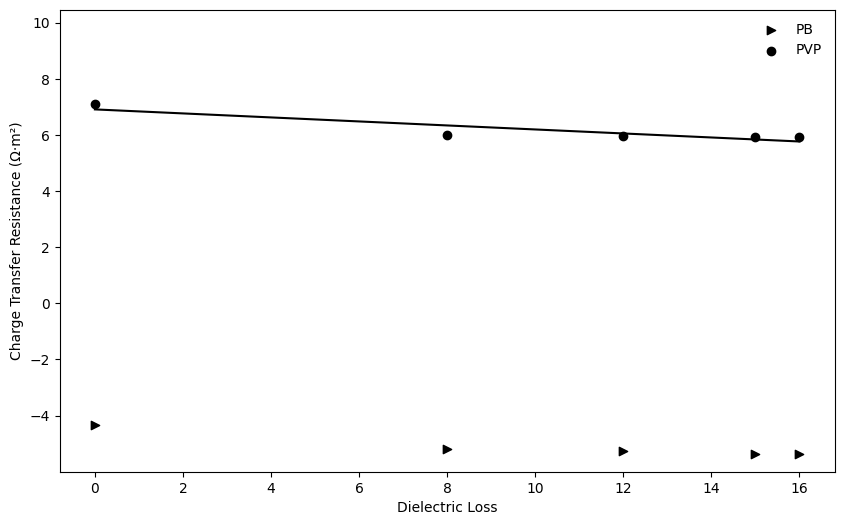 PB
PVP
10
8
6
4
2
0
−2
−4
Charge Transfer Resistance (Ω·m²)
0 2 4 6 8 10 12 14 16
Dielectric Loss